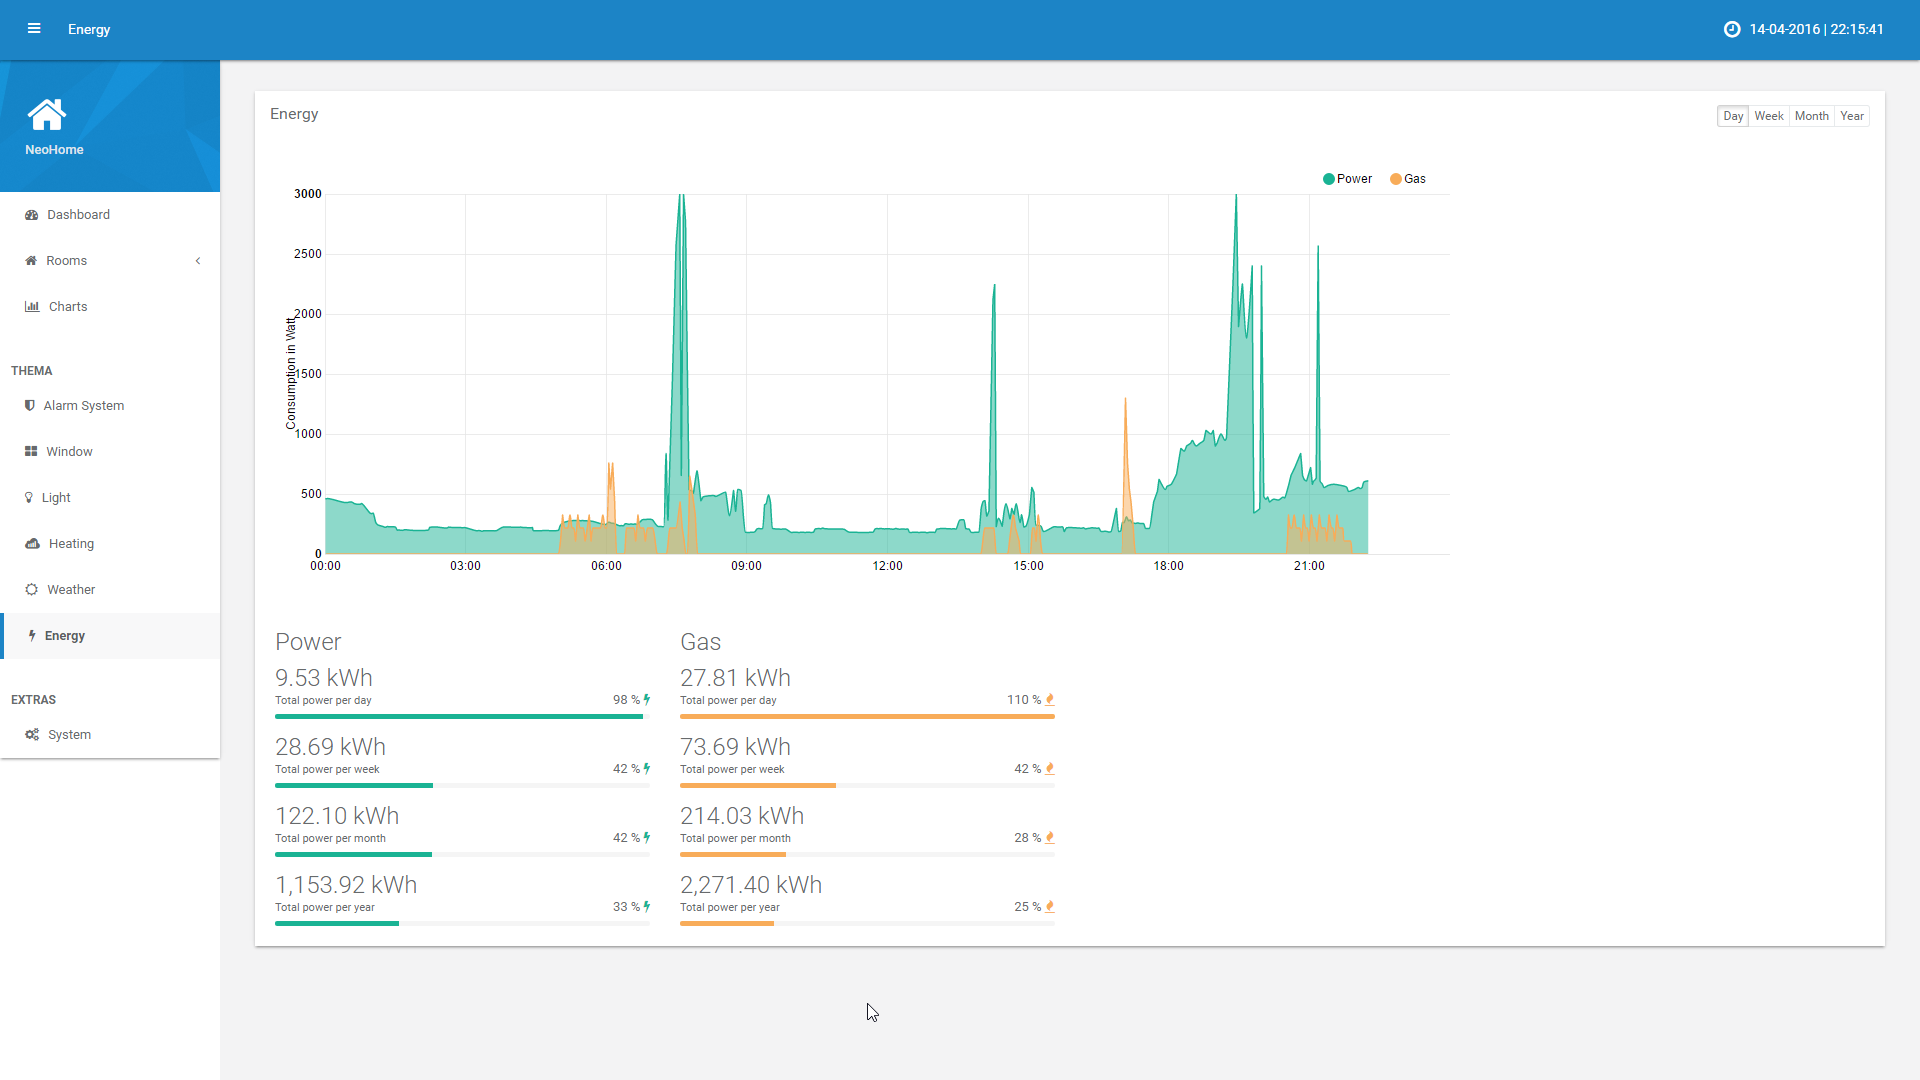 Energy
14-04-2016 | 22:15:41
NeoHome
Dashboard
Rooms
Charts
THEMA
Alarm System
Window
Light
Heating
Weather
Energy
EXTRAS
System
Energy
Day Week Month Year
Power Gas
Consumption in Watt
3000
2500
2000
1500
1000
500
0
00:00 03:00 06:00 09:00 12:00 15:00 18:00 21:00
Power
9.53 kWh
Total power per day 98 %
28.69 kWh
Total power per week 42 %
122.10 kWh
Total power per month 42 %
1,153.92 kWh
Total power per year 33 %
Gas
27.81 kWh
Total power per day 110 %
73.69 kWh
Total power per week 42 %
214.03 kWh
Total power per month 28 %
2,271.40 kWh
Total power per year 25 %